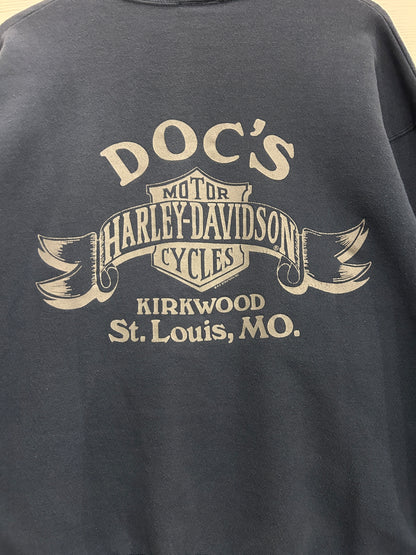 DOC'S
MOTOR
HARLEY-DAVIDSON
CYCLES
KIRKWOOD
St. Louis, MO.